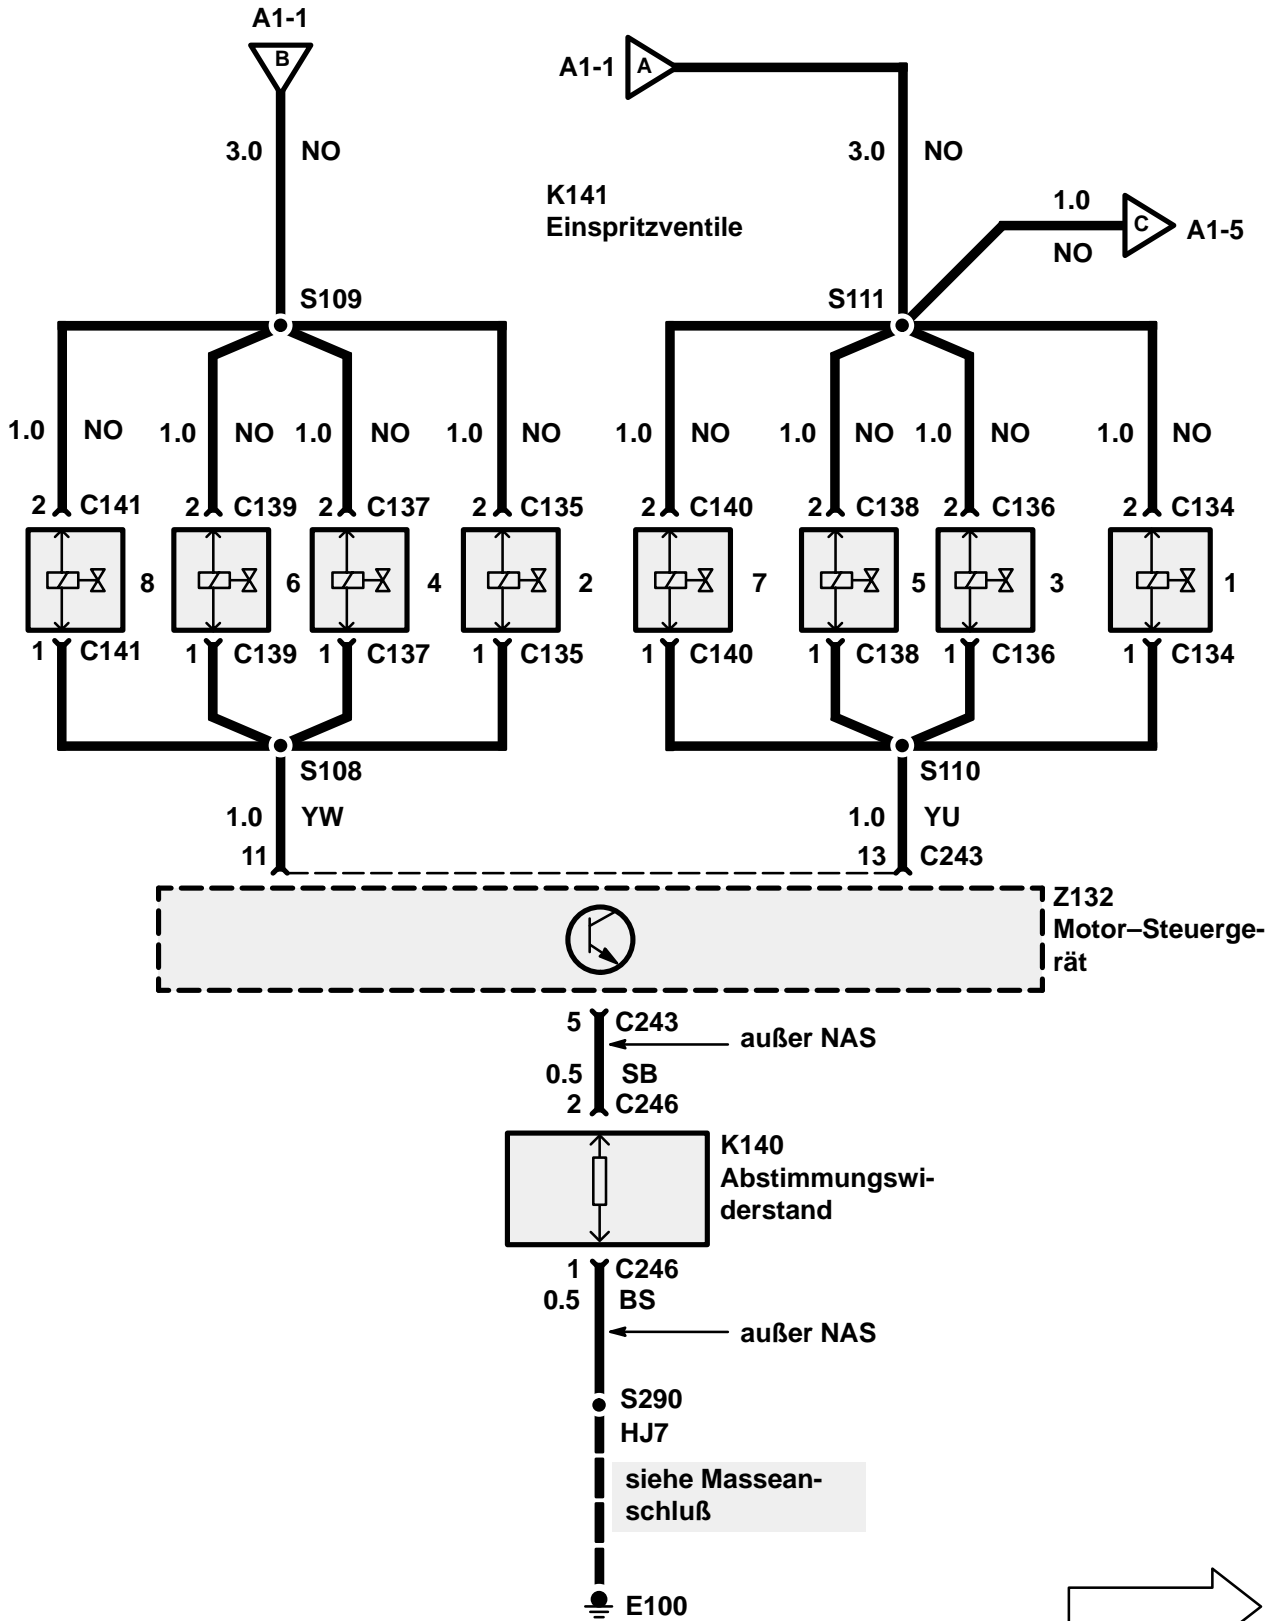 A1-1
B
A1-1 A
3.0 NO
3.0 NO
K141
Einspritzventile
1.0
C A1-5
NO
S109
S111
1.0 NO 1.0 NO 1.0 NO 1.0 NO 1.0 NO 1.0 NO 1.0 NO 1.0 NO
2 C141 2 C139 2 C137 2 C135 2 C140 2 C138 2 C136 2 C134
8 6 4 2 7 5 3 1
1 C141 1 C139 1 C137 1 C135 1 C140 1 C138 1 C136 1 C134
S108
S110
1.0 YW
1.0 YU
11
13 C243
Z132
Motor–Steuerge-
rät
5 C243
außer NAS
0.5 SB
2 C246
K140
Abstimmungswi-
derstand
1 C246
0.5 BS
außer NAS
S290
HJ7
siehe Massean-
schluß
E100